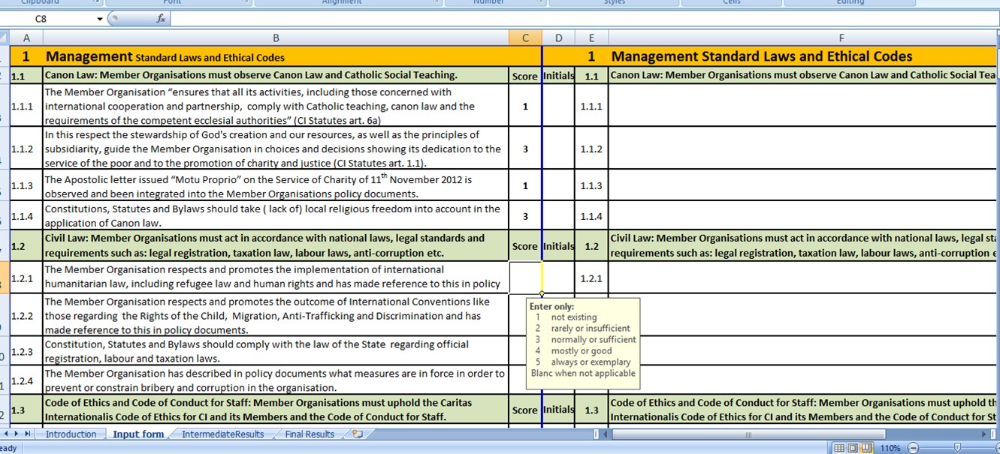 Clipboard Font Alignment Number Styles Cells Editing
C8 fx
A B C D E F
1 Management Standard Laws and Ethical Codes 1 Management Standard Laws and Ethical Codes
1.1 Canon Law: Member Organisations must observe Canon Law and Catholic Social Teaching. Score Initials 1.1 Canon Law: Member Organisations must observe Canon Law and Catholic Social Tea
The Member Organisation “ensures that all its activities, including those concerned with
1.1.1 international cooperation and partnership, comply with Catholic teaching, canon law and the 1 1.1.1
requirements of the competent ecclesial authorities” (CI Statutes art. 6a)
In this respect the stewardship of God's creation and our resources, as well as the principles of
1.1.2 subsidiarity, guide the Member Organisation in choices and decisions showing its dedication to the 3 1.1.2
service of the poor and to the promotion of charity and justice (CI Statutes art. 1.1).
1.1.3 The Apostolic letter issued “Motu Proprio” on the Service of Charity of 11th November 2012 is 1 1.1.3
observed and been integrated into the Member Organisations policy documents.
1.1.4 Constitutions, Statutes and Bylaws should take ( lack of) local religious freedom into account in the 3 1.1.4
application of Canon law.
1.2 Civil Law: Member Organisations must act in accordance with national laws, legal standards and Score Initials 1.2 Civil Law: Member Organisations must act in accordance with national laws, legal sta
requirements such as: legal registration, taxation law, labour laws, anti-corruption etc. requirements such as: legal registration, taxation law, labour laws, anti-corruption e
1.2.1 The Member Organisation respects and promotes the implementation of international 1.2.1
humanitarian law, including refugee law and human rights and has made reference to this in policy
The Member Organisation respects and promotes the outcome of International Conventions like
1.2.2 those regarding the Rights of the Child, Migration, Anti-Trafficking and Discrimination and has 1.2.2
made reference to this in policy documents.
1.2.3 Constitution, Statutes and Bylaws should comply with the law of the State regarding official 1.2.3
registration, labour and taxation laws.
1.2.4 The Member Organisation has described in policy documents what measures are in force in order to 1.2.4
prevent or constrain bribery and corruption in the organisation.
Enter only:
1 not existing
2 rarely or insufficient
3 normally or sufficient
4 mostly or good
5 always or exemplary
Blanc when not applicable
1.3 Code of Ethics and Code of Conduct for Staff: Member Organisations must uphold the Caritas Score Initials 1.3 Code of Ethics and Code of Conduct for Staff: Member Organisations must uphold th
Internationalis Code of Ethics for CI and its Members and the Code of Conduct for Staff. Internationalis Code of Ethics for CI and its Members and the Code of Conduct for St
Introduction Input form IntermediateResults Final Results
eady 110%